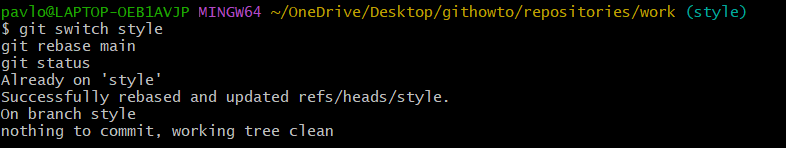 pavlo@LAPTOP-OEB1AVJP MINGW64 ~/OneDrive/Desktop/githowto/repositories/work (style)
$ git switch style
git rebase main
git status
Already on 'style'
Successfully rebased and updated refs/heads/style.
On branch style
nothing to commit, working tree clean